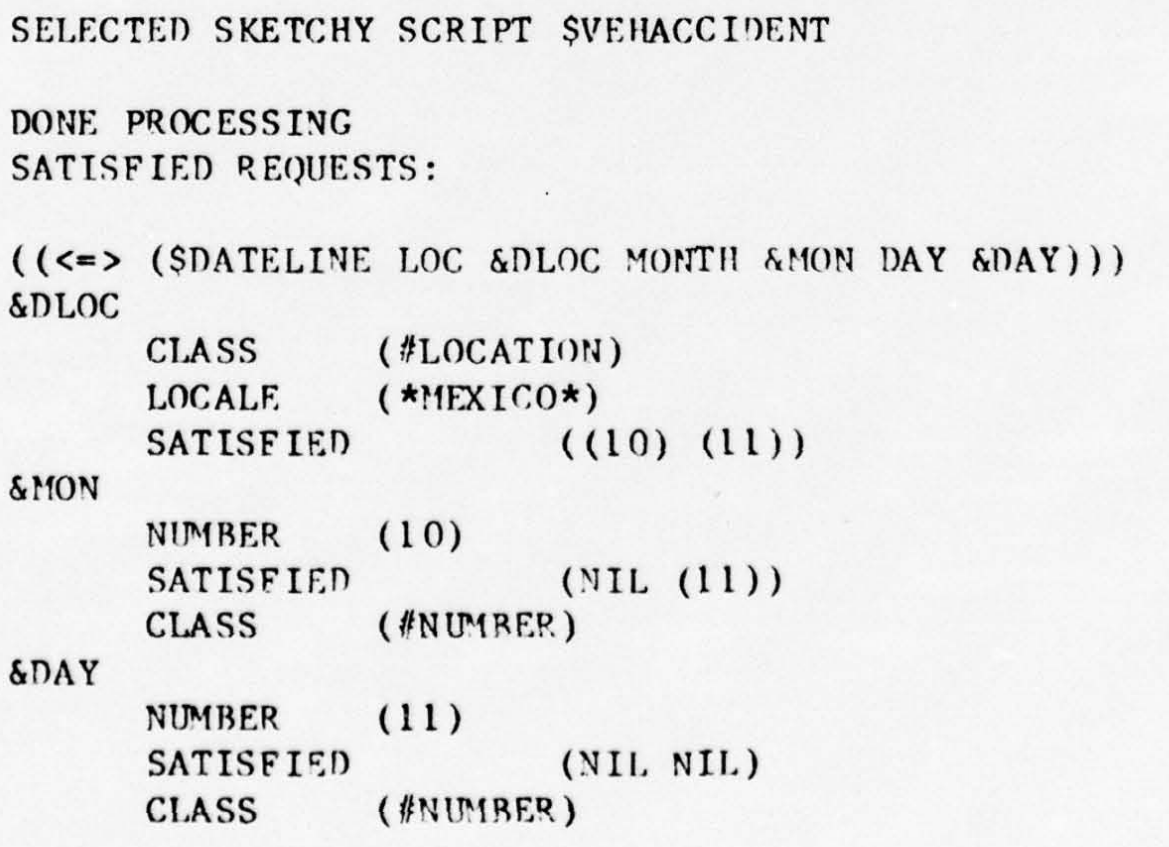 SELECTED SKETCHY SCRIPT $VEHACCIDENT
DONE PROCESSING
SATISFIED REQUESTS:
((<=> ($DATELINE LOC &DLOC MONTH &MON DAY &DAY)))
&DLOC
CLASS (#LOCATION)
LOCALE (*MEXICO*)
SATISFIED ((10) (11))
&MON
NUMBER (10)
SATISFIED (NIL (11))
CLASS (#NUMBER)
&DAY
NUMBER (11)
SATISFIED (NIL NIL)
CLASS (#NUMBER)